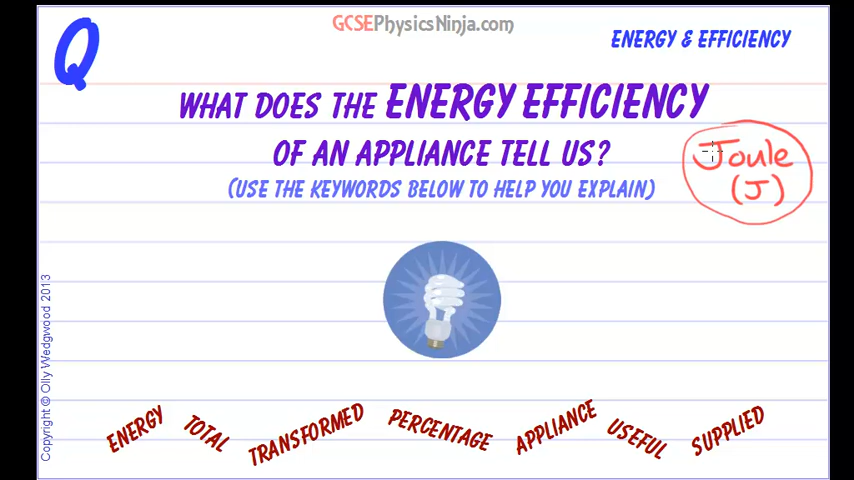 GCSEPhysicsNinja.com
ENERGY & EFFICIENCY
Q
WHAT DOES THE ENERGY EFFICIENCY
OF AN APPLIANCE TELL US?
(USE THE KEYWORDS BELOW TO HELP YOU EXPLAIN)
Joule
(J)
Copyright © Olly Wedgwood 2013
ENERGY TOTAL TRANSFORMED PERCENTAGE APPLIANCE USEFUL SUPPLIED